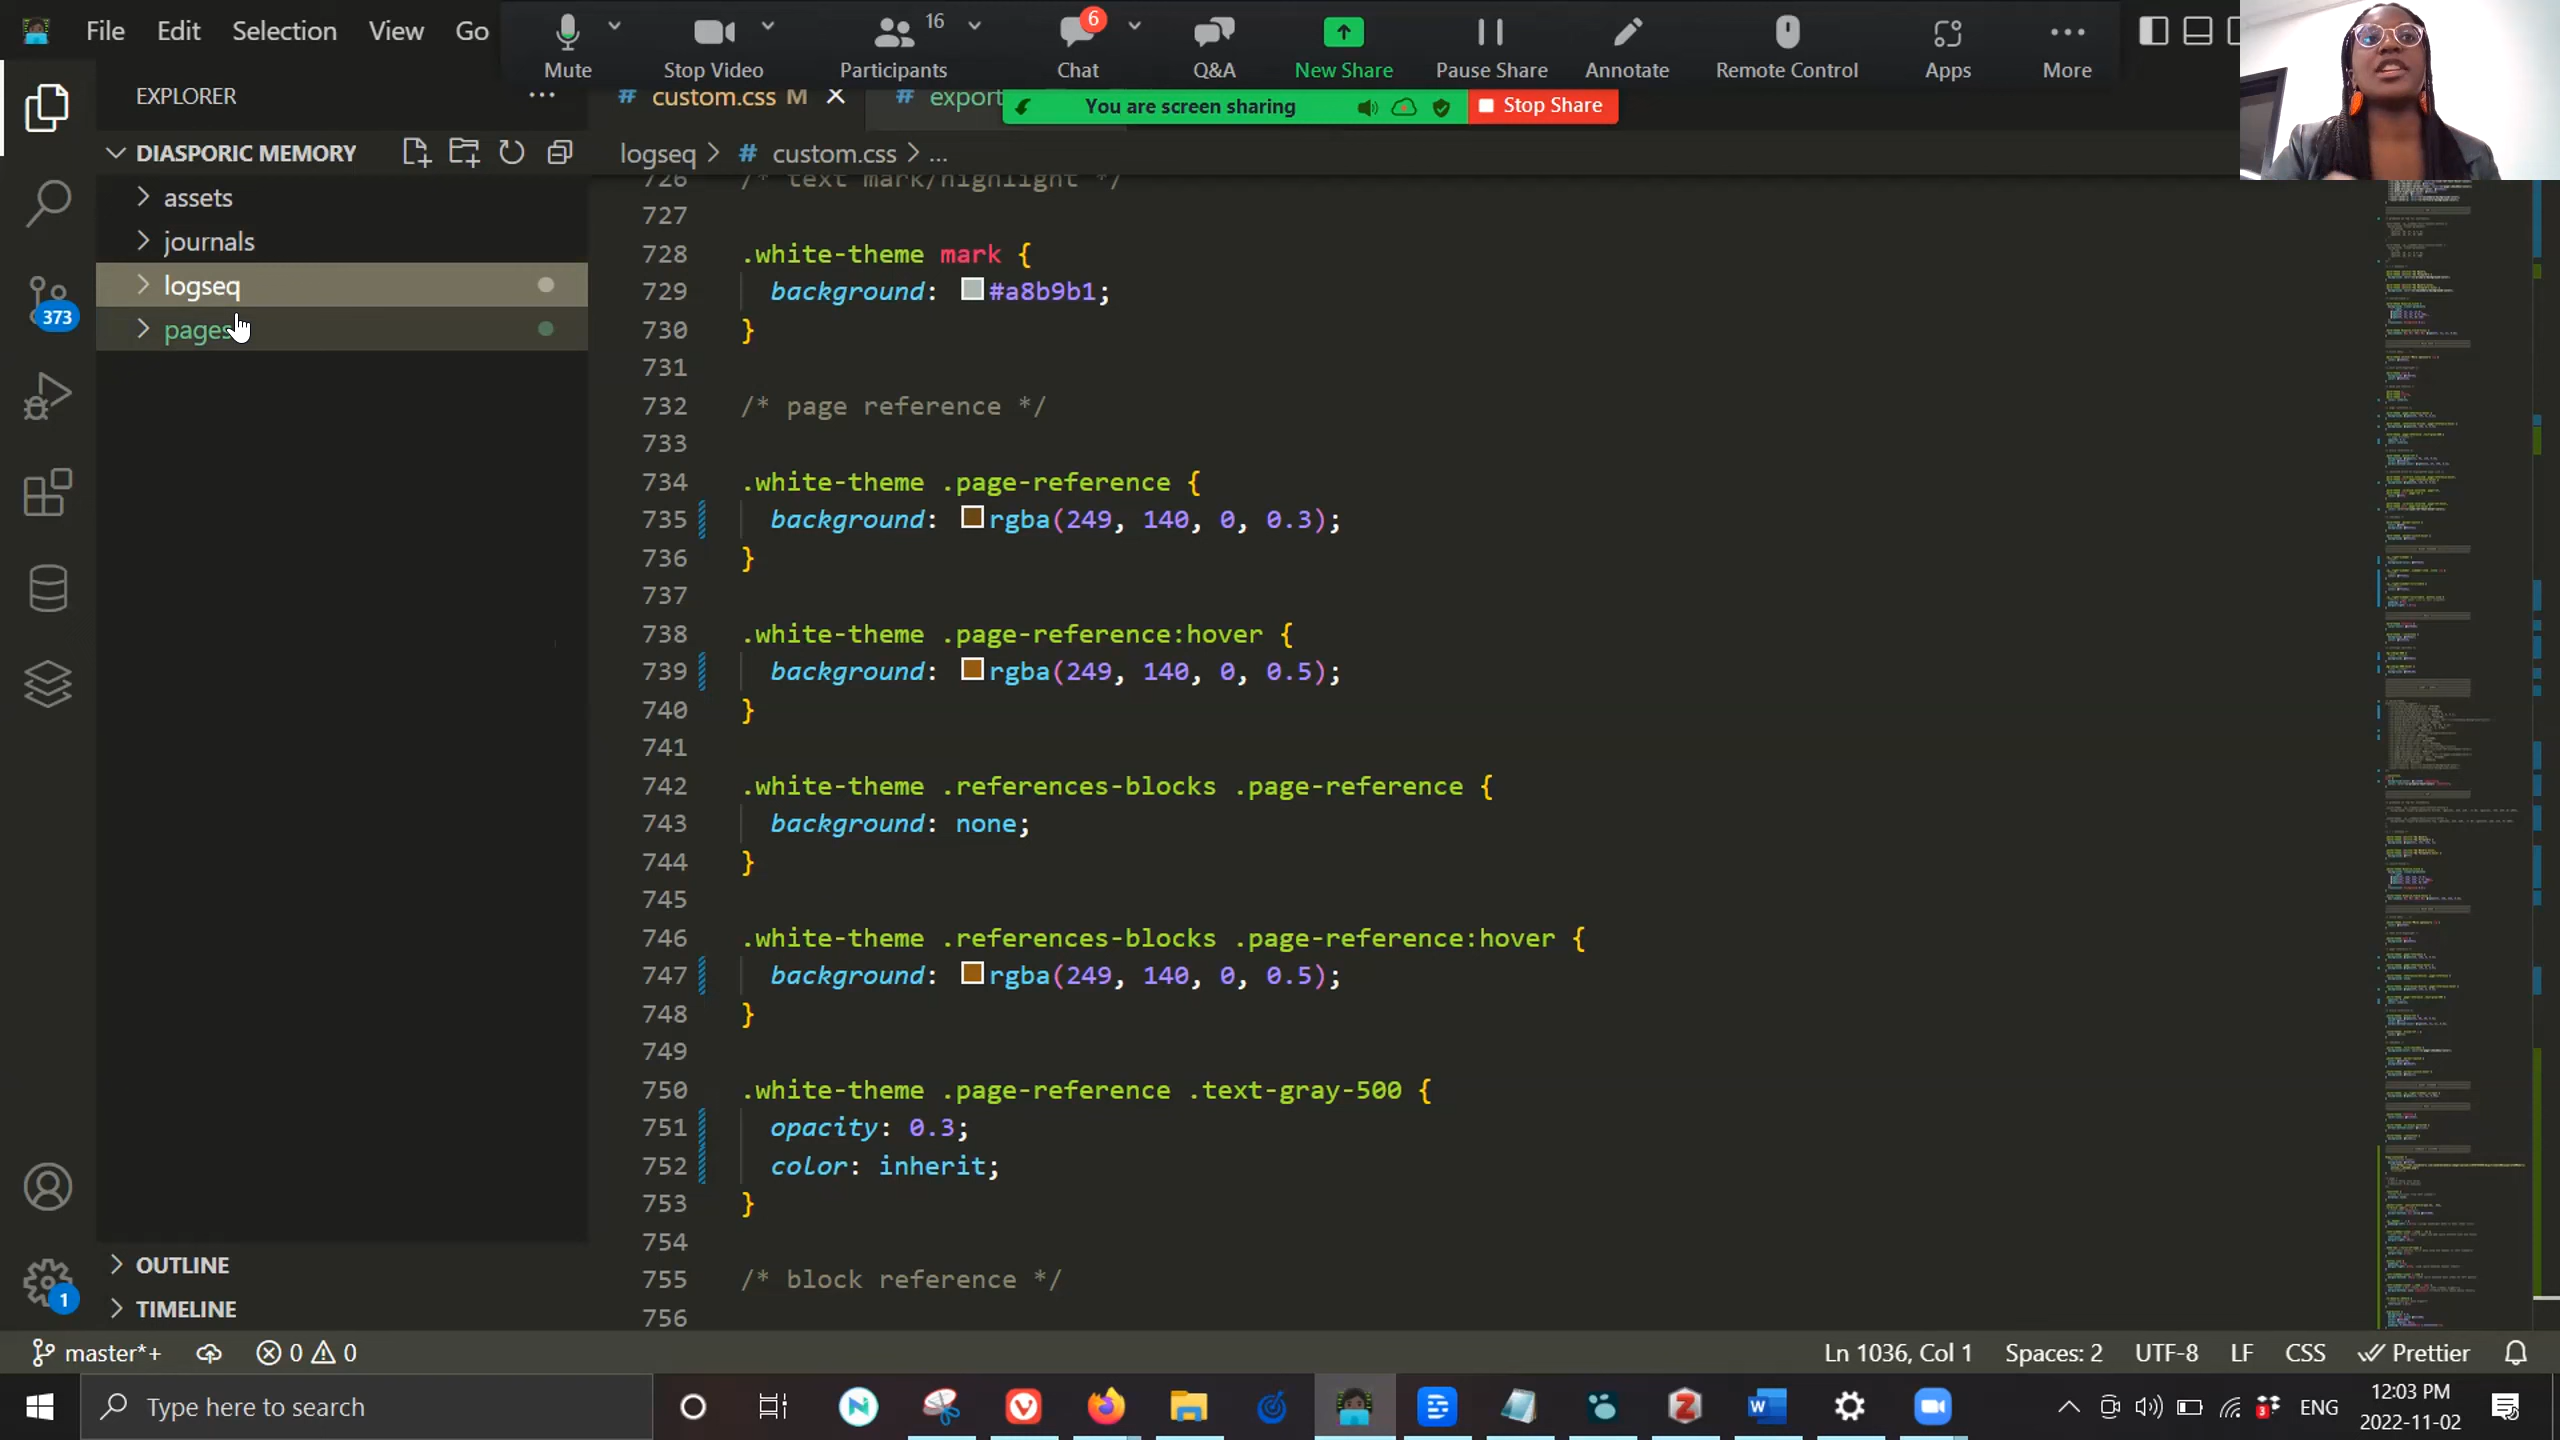 File Edit Selection View Go
Mute Stop Video Participants 16 Chat 6 Q&A New Share Pause Share Annotate Remote Control Apps More
EXPLORER ...
# custom.css M
# export
You are screen sharing Stop Share
DIASPORIC MEMORY
logseq > # custom.css > ...
assets
journals
logseq
pages
373
726 /* text mark/highlight */
727
728 .white-theme mark {
729 background: #a8b9b1;
730 }
731
732 /* page reference */
733
734 .white-theme .page-reference {
735 background: rgba(249, 140, 0, 0.3);
736 }
737
738 .white-theme .page-reference:hover {
739 background: rgba(249, 140, 0, 0.5);
740 }
741
742 .white-theme .references-blocks .page-reference {
743 background: none;
744 }
745
746 .white-theme .references-blocks .page-reference:hover {
747 background: rgba(249, 140, 0, 0.5);
748 }
749
750 .white-theme .page-reference .text-gray-500 {
751 opacity: 0.3;
752 color: inherit;
753 }
754
755 /* block reference */
756
OUTLINE
1
TIMELINE
master*+ 0 0 Ln 1036, Col 1 Spaces: 2 UTF-8 LF CSS Prettier
Type here to search
W
3
ENG
12:03 PM
2022-11-02